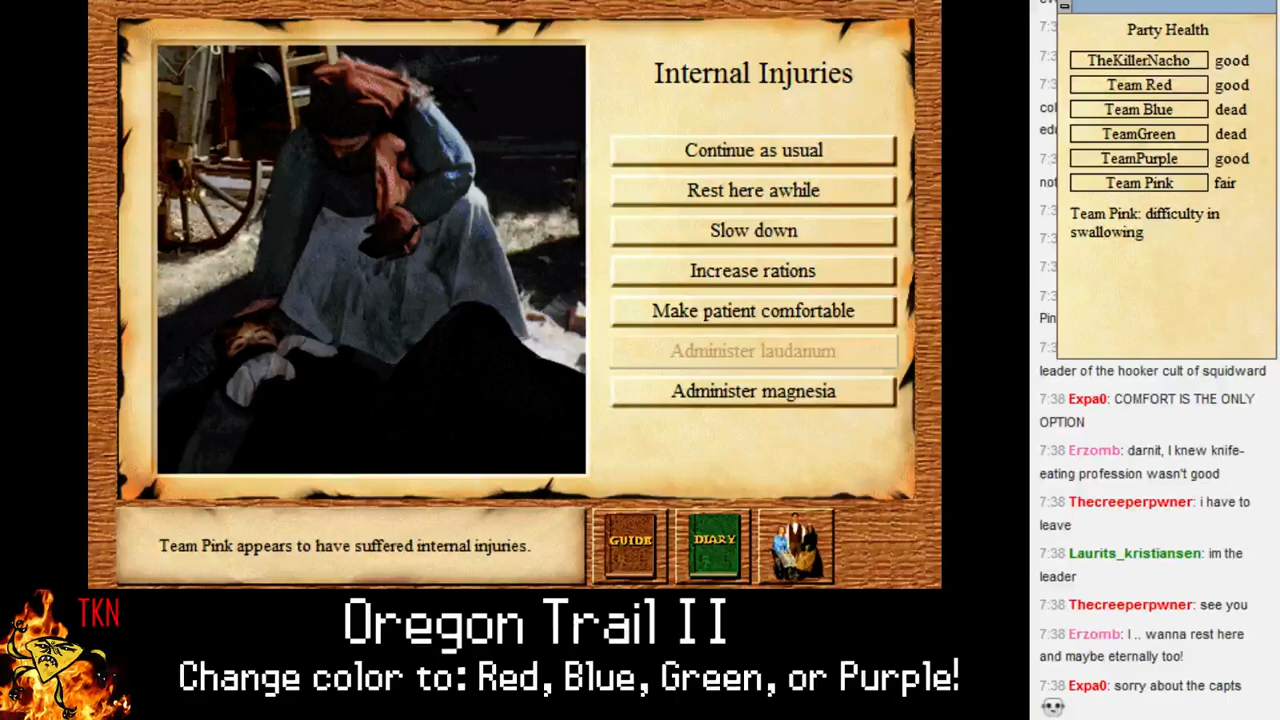 Internal Injuries
Continue as usual
Rest here awhile
Slow down
Increase rations
Make patient comfortable
Administer laudanum
Administer magnesia
Team Pink appears to have suffered internal injuries.
GUIDE
DIARY
TKN
Oregon Trail II
Change color to: Red, Blue, Green, or Purple!
Party Health
TheKillerNacho good
Team Red good
Team Blue dead
TeamGreen dead
TeamPurple good
Team Pink fair
Team Pink: difficulty in
swallowing
leader of the hooker cult of squidward
7:38 Expa0: COMFORT IS THE ONLY
OPTION
7:38 Erzomb: darnit, I knew knife-
eating profession wasn't good
7:38 Thecreeperpwner: i have to
leave
7:38 Laurits_kristiansen: im the
leader
7:38 Thecreeperpwner: see you
7:38 Erzomb: I .. wanna rest here
and maybe eternally too!
7:38 Expa0: sorry about the capts